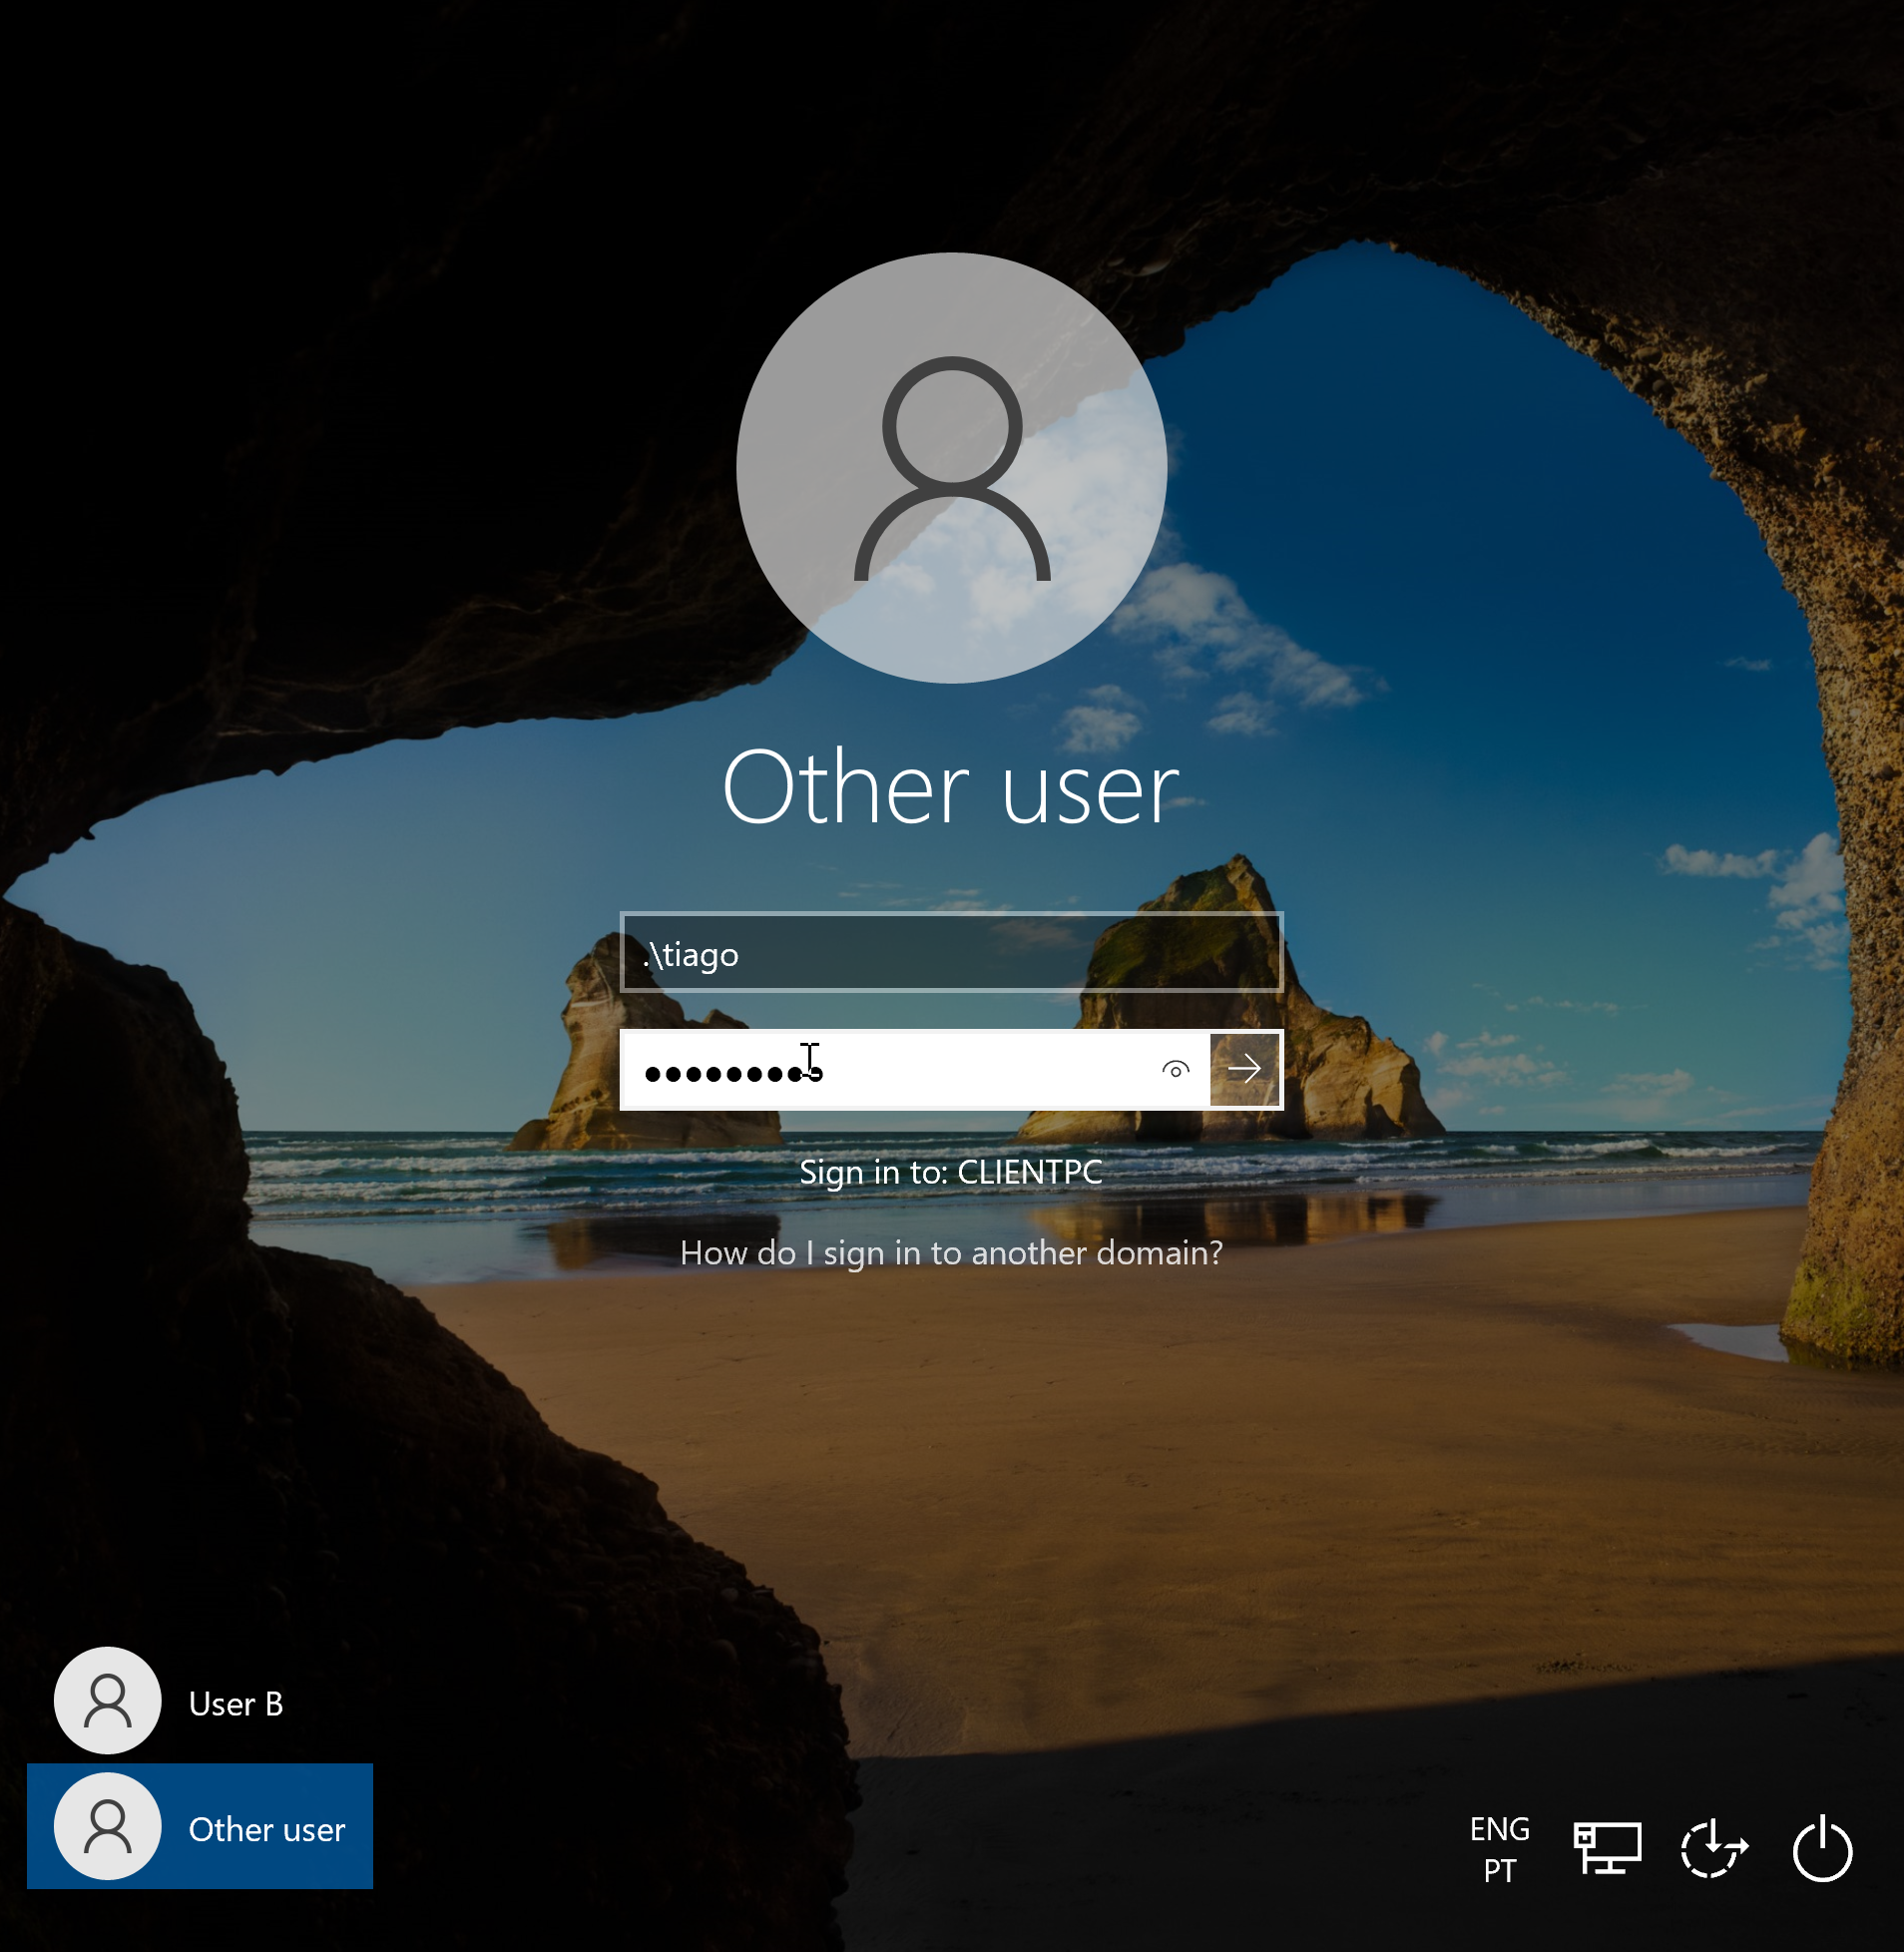 Other user
.\tiago
Sign in to: CLIENTPC
How do I sign in to another domain?
User B
Other user
ENG
PT